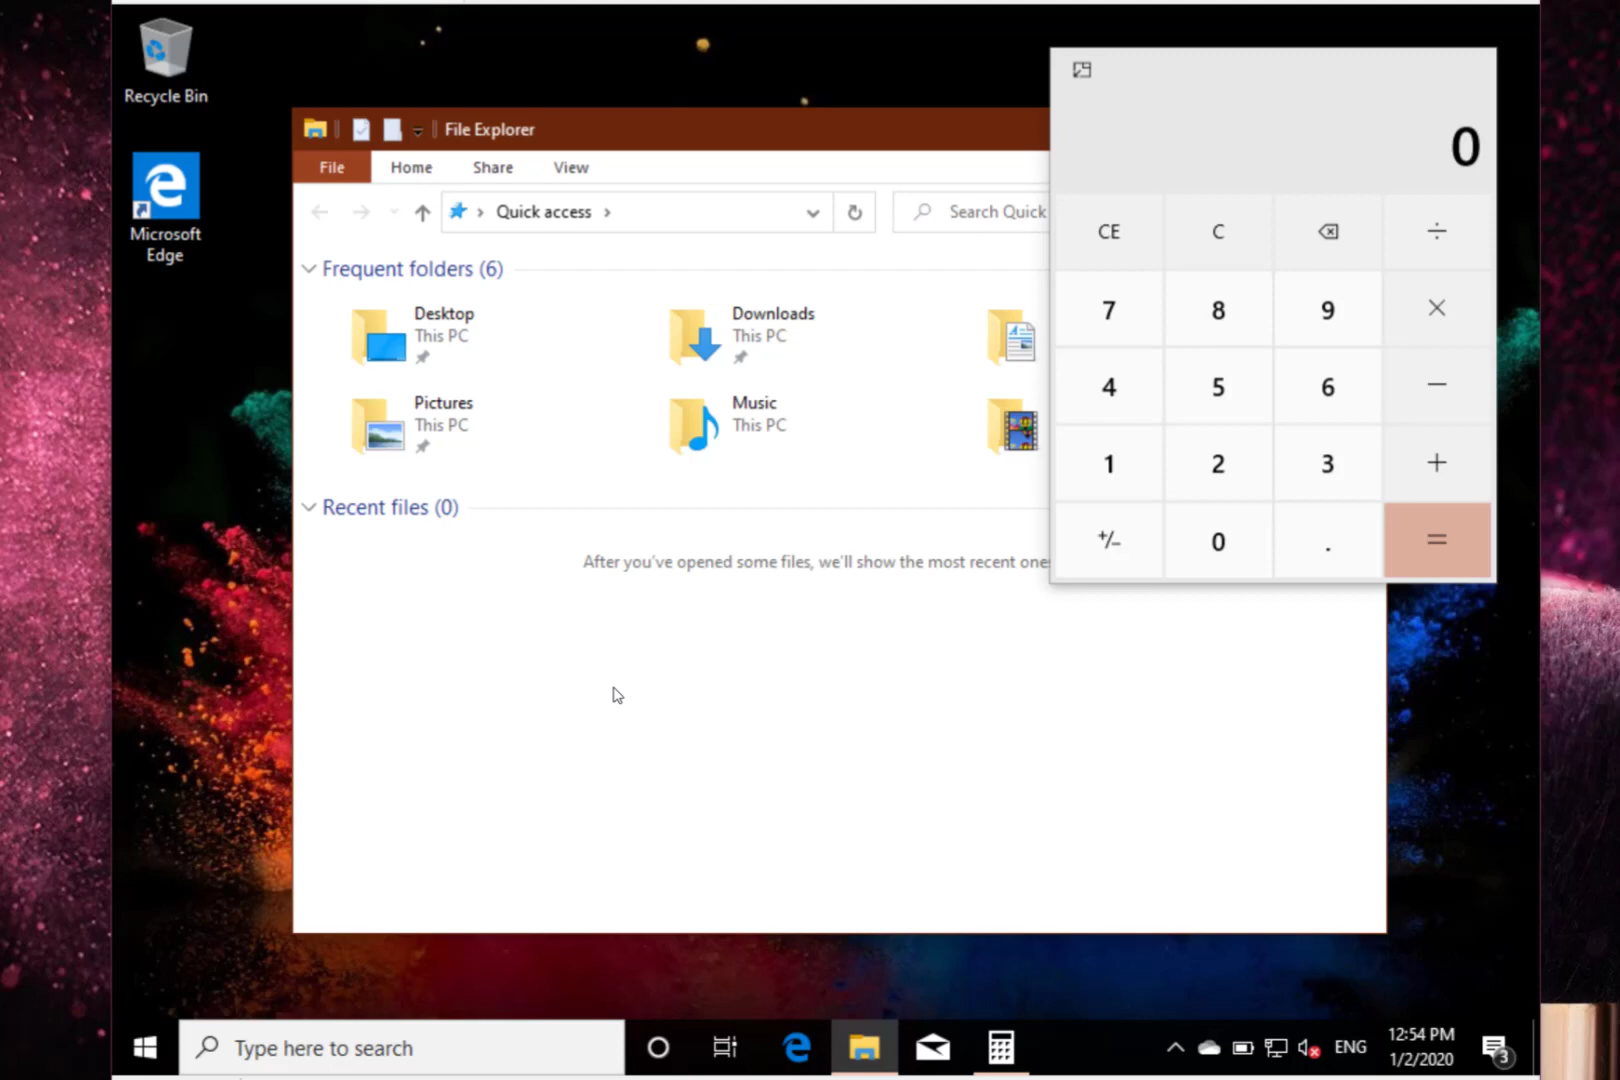 Recycle Bin
Microsoft
Edge
File Explorer
File Home Share View
Quick access
Search Quick
Frequent folders (6)
Desktop
This PC
Downloads
This PC
Pictures
This PC
Music
This PC
Recent files (0)
After you've opened some files, we'll show the most recent
0
CE C ÷
7 8 9 ×
4 5 6 −
1 2 3 +
+/− 0 . =
Type here to search
ENG
12:54 PM
1/2/2020
3